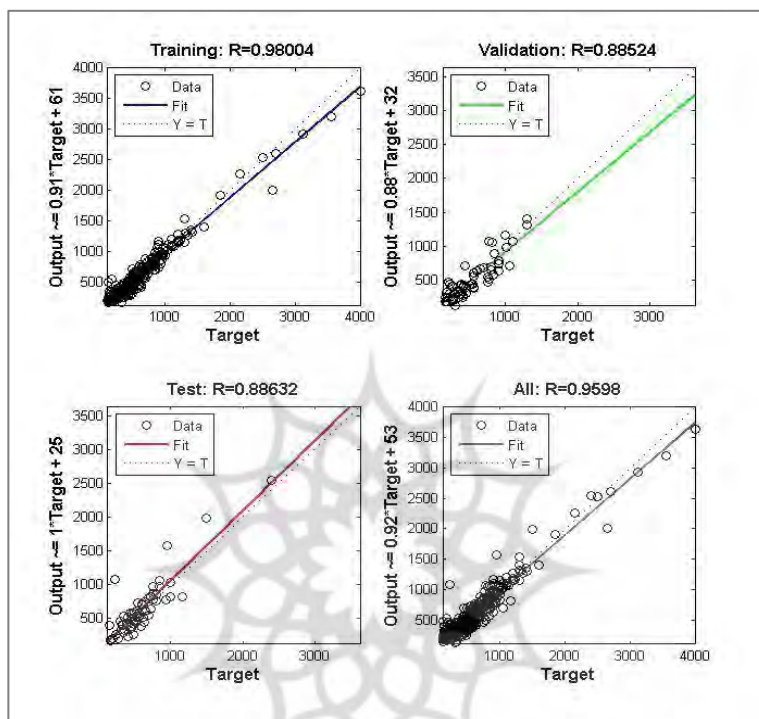 Training: R=0.98004
Output ~= 0.91*Target + 61
4000
3500
3000
2500
2000
1500
1000
500
Data
Fit
Y = T
1000 2000 3000 4000
Target
Validation: R=0.88524
Output ~= 0.88*Target + 32
3500
3000
2500
2000
1500
1000
500
Data
Fit
Y = T
1000 2000 3000
Target
Test: R=0.88632
Output ~= 1*Target + 25
3500
3000
2500
2000
1500
1000
500
Data
Fit
Y = T
1000 2000 3000
Target
All: R=0.9598
Output ~= 0.92*Target + 53
4000
3500
3000
2500
2000
1500
1000
500
Data
Fit
Y = T
1000 2000 3000 4000
Target